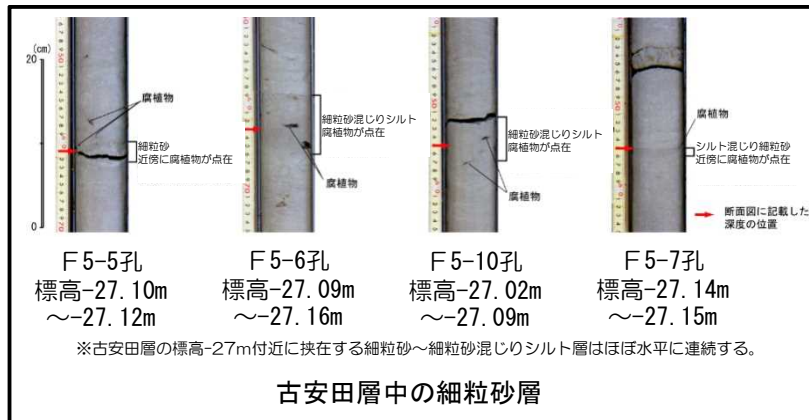 (cm)
20
0
腐植物
細粒砂
近傍に腐植物が点在
細粒砂混じりシルト
腐植物が点在
腐植物
細粒砂混じりシルト
腐植物が点在
腐植物
腐植物
シルト混じり細粒砂
近傍に腐植物が点在
断面図に記載した
深度の位置
F5-5孔
標高-27.10m
～-27.12m
F5-6孔
標高-27.09m
～-27.16m
F5-10孔
標高-27.02m
～-27.09m
F5-7孔
標高-27.14m
～-27.15m
※古安田層の標高-27m付近に挟在する細粒砂～細粒砂混じりシルト層はほぼ水平に連続する。
古安田層中の細粒砂層